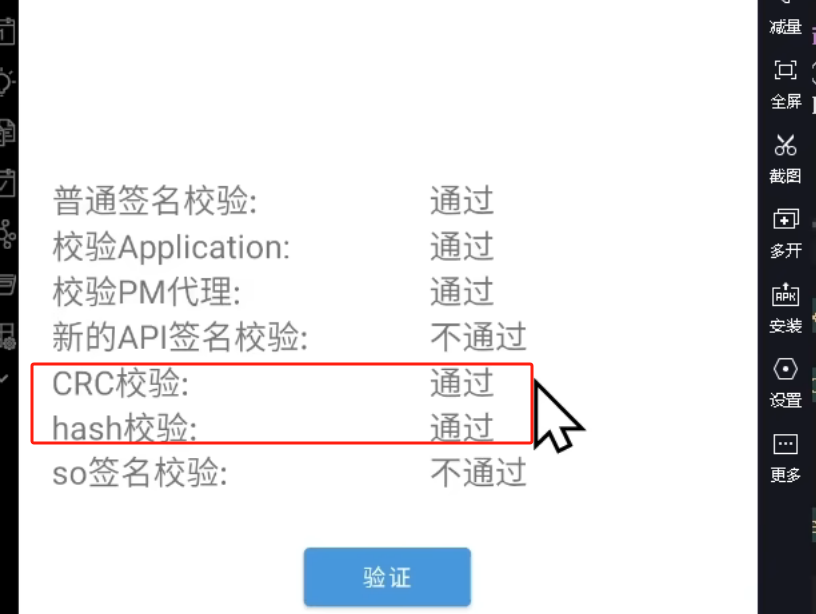 普通签名校验: 通过
校验Application: 通过
校验PM代理: 通过
新的API签名校验: 不通过
CRC校验: 通过
hash校验: 通过
so签名校验: 不通过
验证
减量
全屏
截图
多开
APK
安装
设置
更多